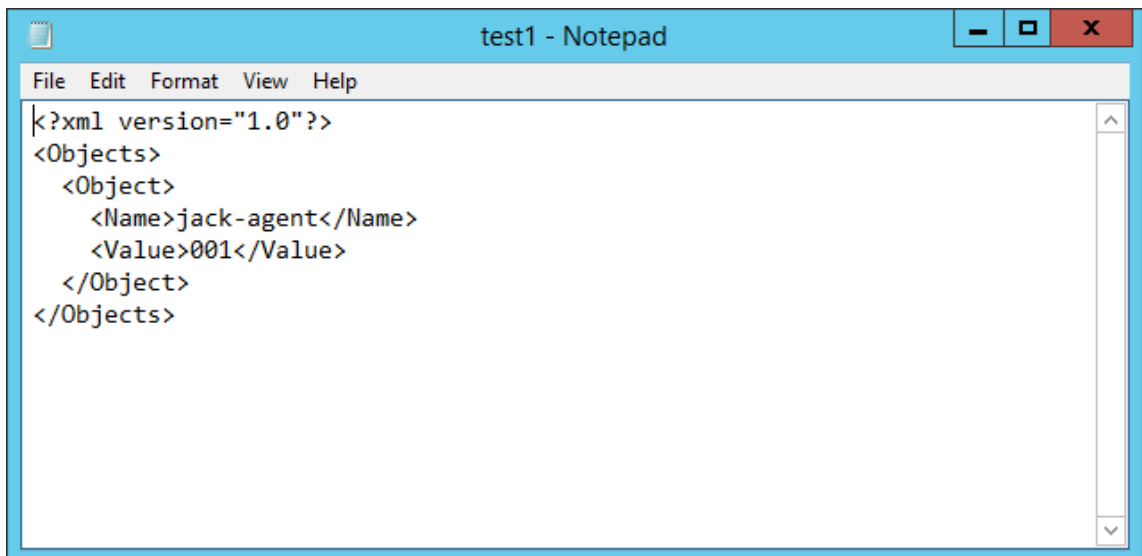 test1 - Notepad
File Edit Format View Help
<?xml version="1.0"?>
<Objects>
  <Object>
    <Name>jack-agent</Name>
    <Value>001</Value>
  </Object>
</Objects>